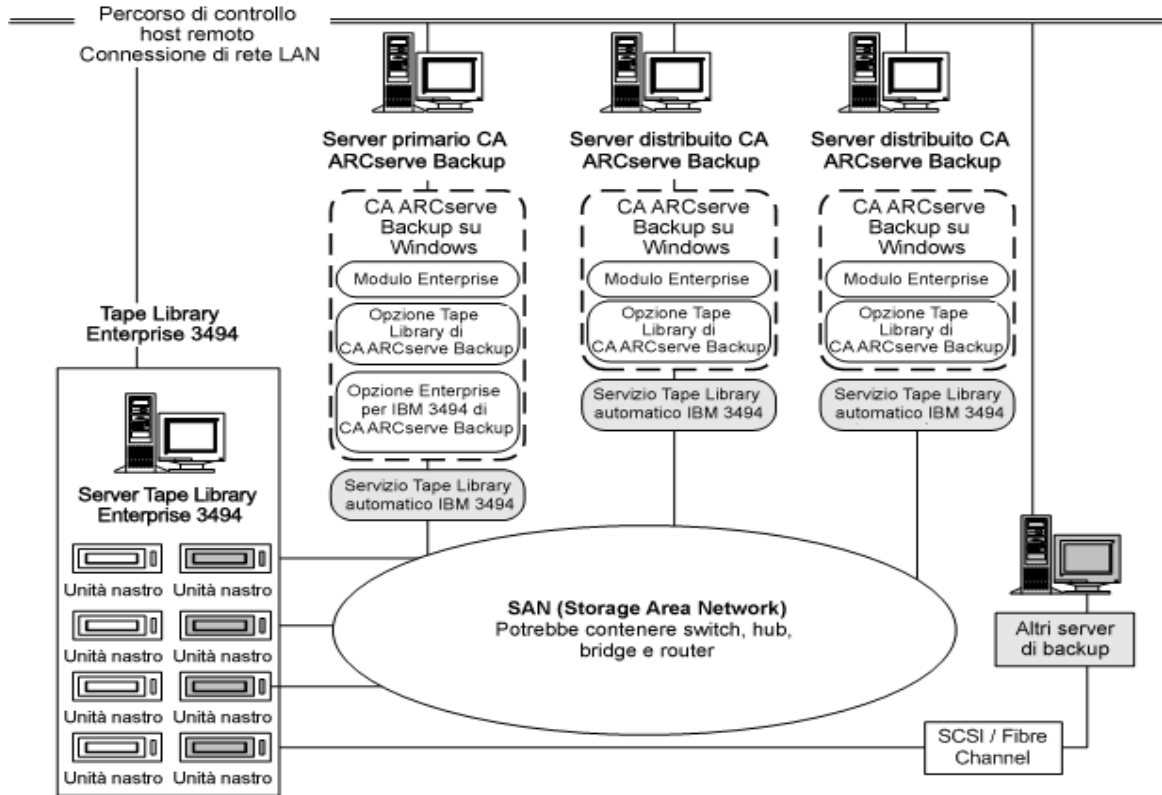 Percorso di controllo
host remoto
Connessione di rete LAN
Server primario CA
ARCserve Backup
Server distribuito CA
ARCserve Backup
Server distribuito CA
ARCserve Backup
CA ARCserve
Backup su
Windows
Modulo Enterprise
Opzione Tape
Library di
CA ARCserve Backup
Opzione Enterprise
per IBM 3494 di
CA ARCserve Backup
Servizio Tape Library
automatico IBM 3494
CA ARCserve
Backup su
Windows
Modulo Enterprise
Opzione Tape
Library di
CA ARCserve Backup
Servizio Tape Library
automatico IBM 3494
CA ARCserve
Backup su
Windows
Modulo Enterprise
Opzione Tape
Library di
CA ARCserve Backup
Servizio Tape Library
automatico IBM 3494
Tape Library
Enterprise 3494
Server Tape Library
Enterprise 3494
Unità nastro Unità nastro
Unità nastro Unità nastro
Unità nastro Unità nastro
Unità nastro Unità nastro
SAN (Storage Area Network)
Potrebbe contenere switch, hub,
bridge e router
Altri server
di backup
SCSI / Fibre
Channel